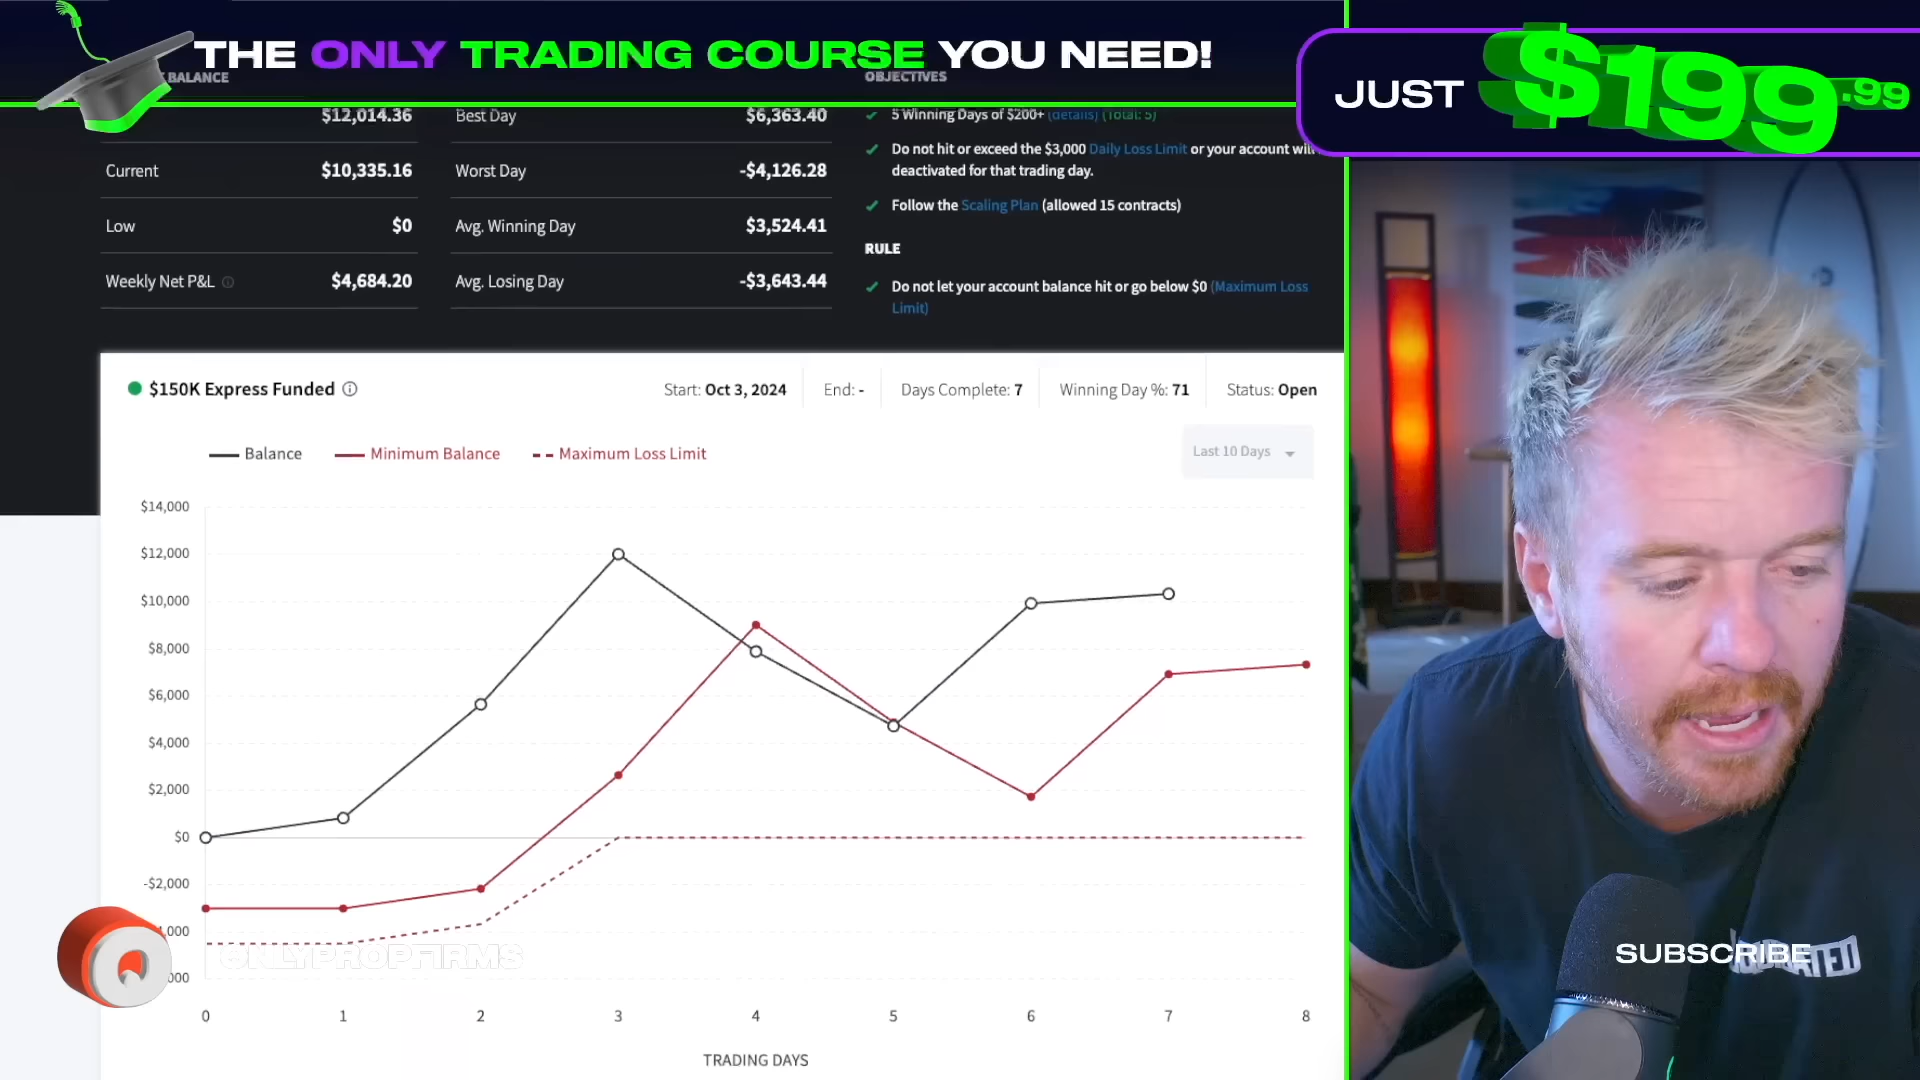 THE ONLY TRADING COURSE YOU NEED!
JUST $199.99
BALANCE
OBJECTIVES
$12,014.36
Best Day $6,363.40
5 Winning Days of $200+ (details) (Total: 5)
Current $10,335.16
Worst Day -$4,126.28
Do not hit or exceed the $3,000 Daily Loss Limit or your account will
deactivated for that trading day.
Low $0
Avg. Winning Day $3,524.41
Follow the Scaling Plan (allowed 15 contracts)
RULE
Weekly Net P&L $4,684.20
Avg. Losing Day -$3,643.44
Do not let your account balance hit or go below $0 (Maximum Loss
Limit)
$150K Express Funded
Start: Oct 3, 2024
End: -
Days Complete: 7
Winning Day %: 71
Status: Open
Balance
Minimum Balance
Maximum Loss Limit
Last 10 Days
$14,000
$12,000
$10,000
$8,000
$6,000
$4,000
$2,000
$0
-$2,000
0 1 2 3 4 5 6 7 8
TRADING DAYS
ONLYPROPFIRMS
SUBSCRIBE